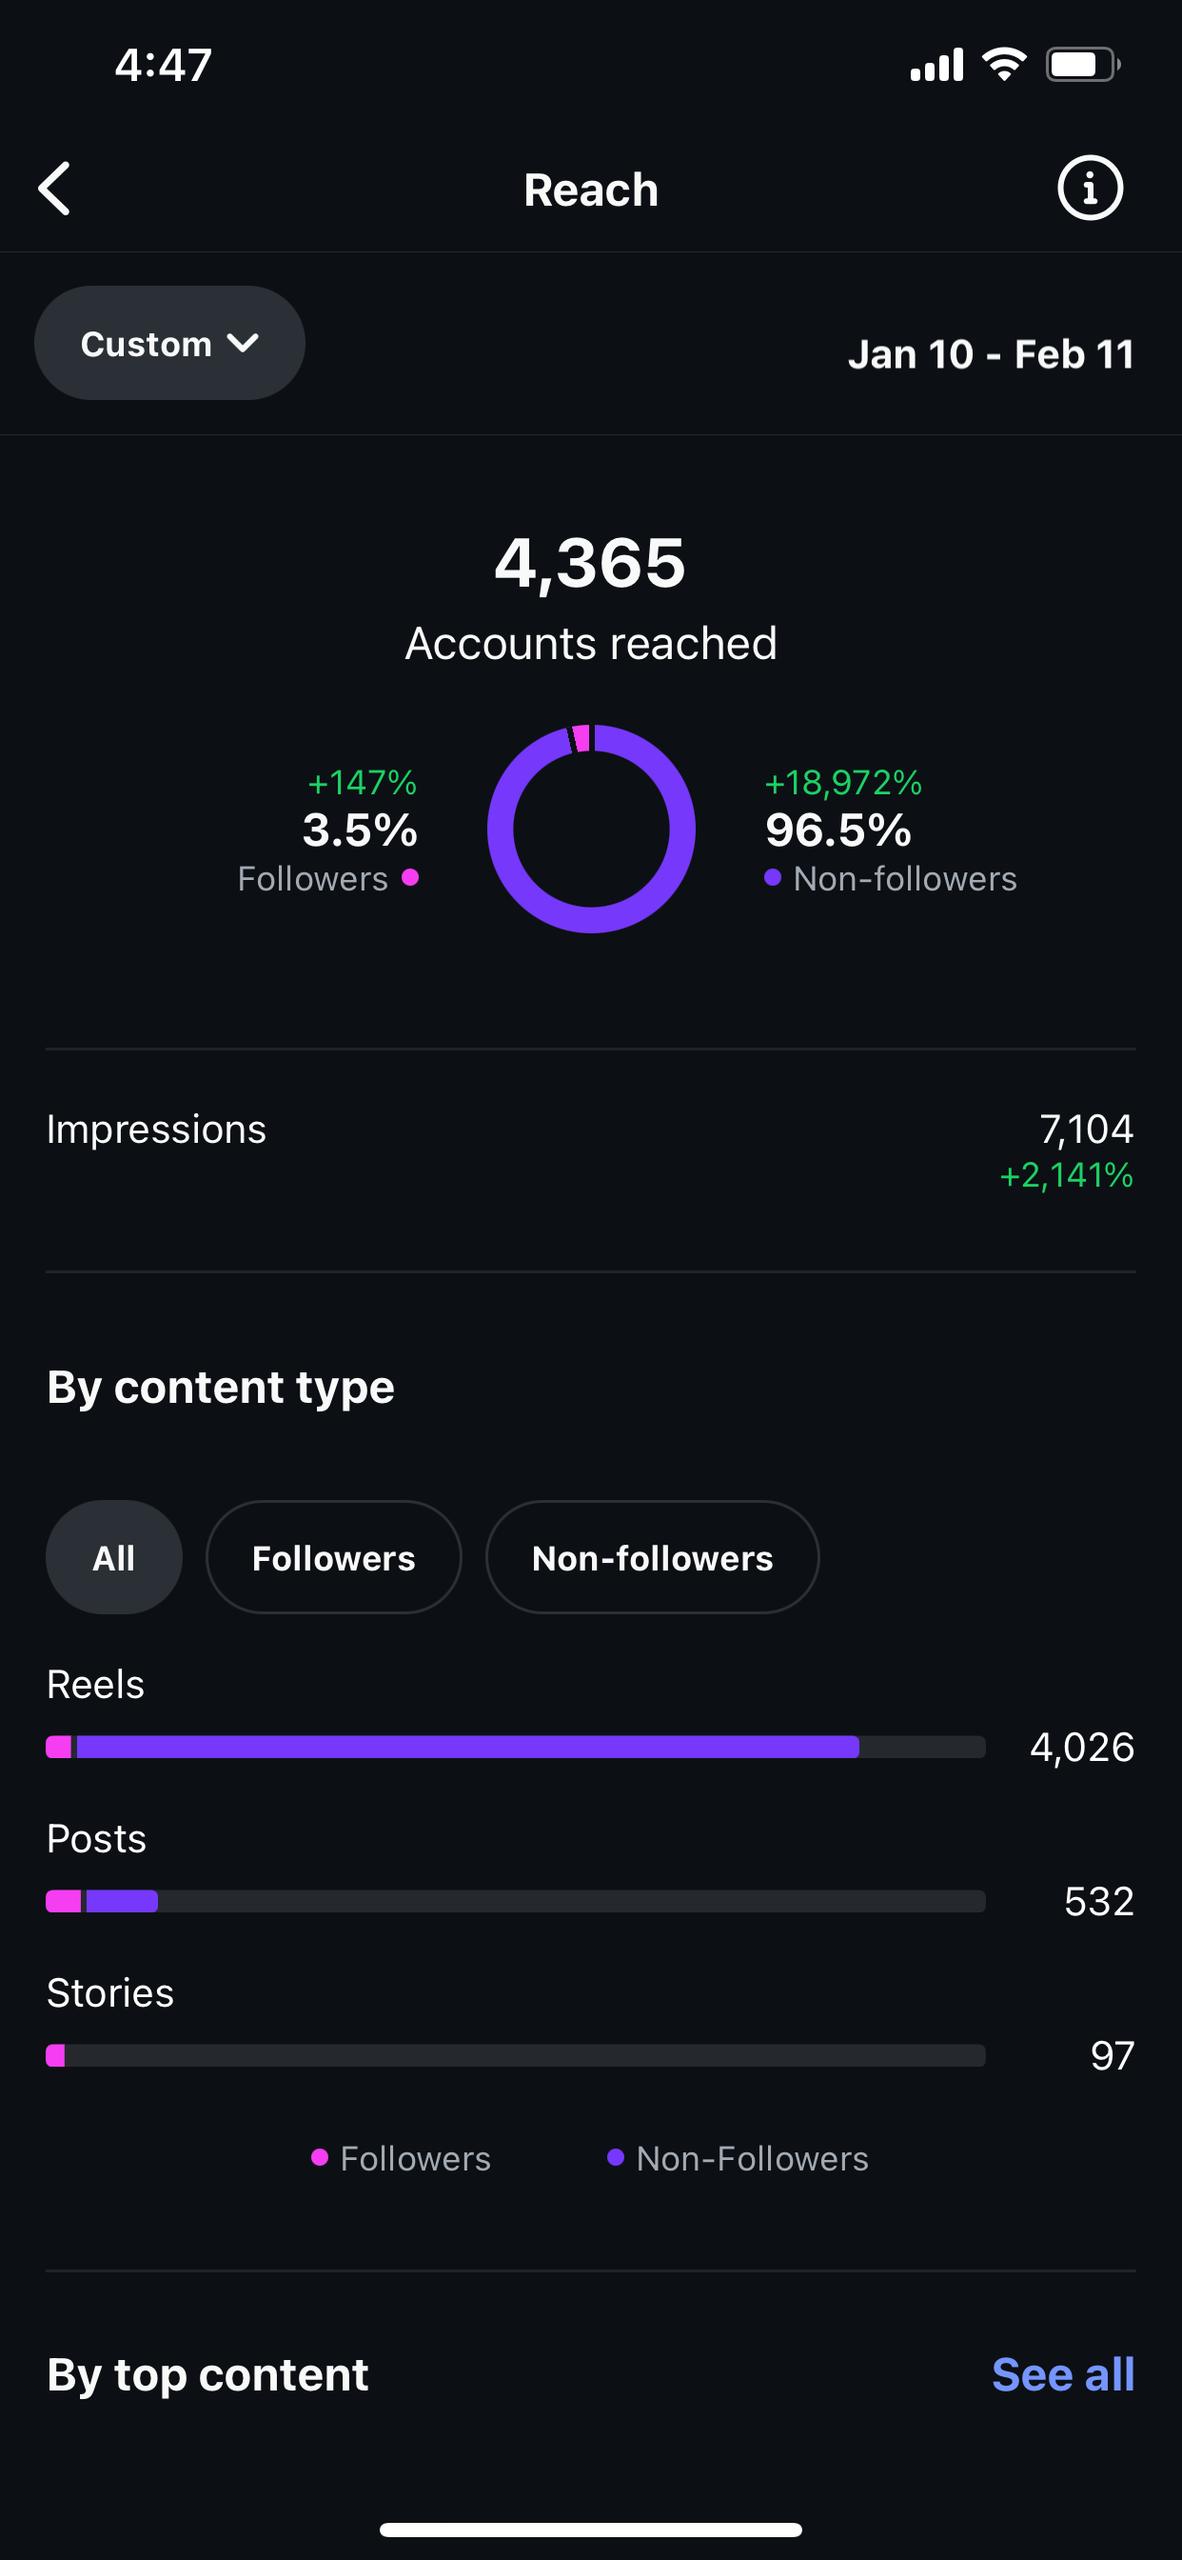 4:47
Reach
Custom
Jan 10 - Feb 11
4,365
Accounts reached
+147%
3.5%
Followers
+18,972%
96.5%
Non-followers
Impressions
7,104
+2,141%
By content type
All
Followers
Non-followers
Reels
4,026
Posts
532
Stories
97
Followers
Non-Followers
By top content
See all